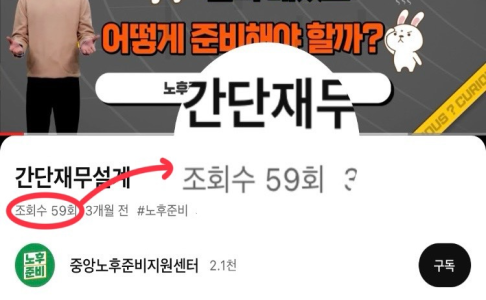 어떻게 준비해야 할까?
노후
간단재무
OUS ? CURIOUS
간단재무설계
조회수 59회
조회수 59회 3개월 전 #노후준비
노후
준비
중앙노후준비지원센터 2.1천
구독